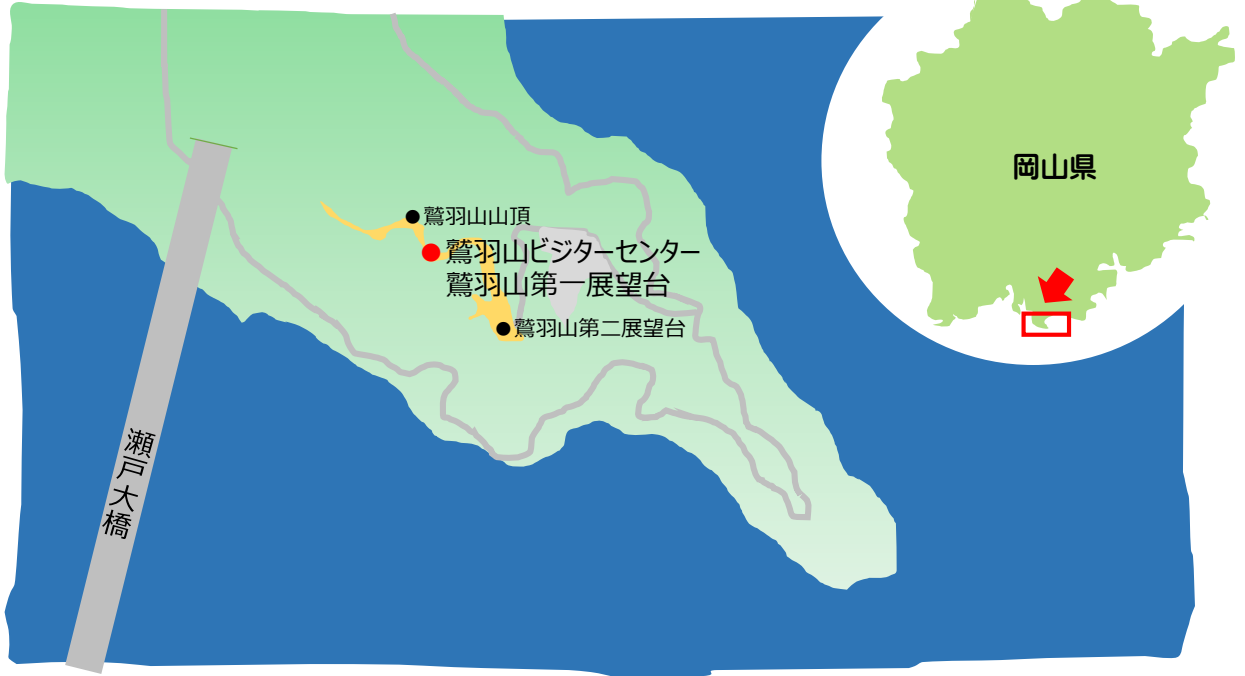 岡山県
鷲羽山山頂
鷲羽山ビジターセンター
鷲羽山第一展望台
鷲羽山第二展望台
瀬戸大橋